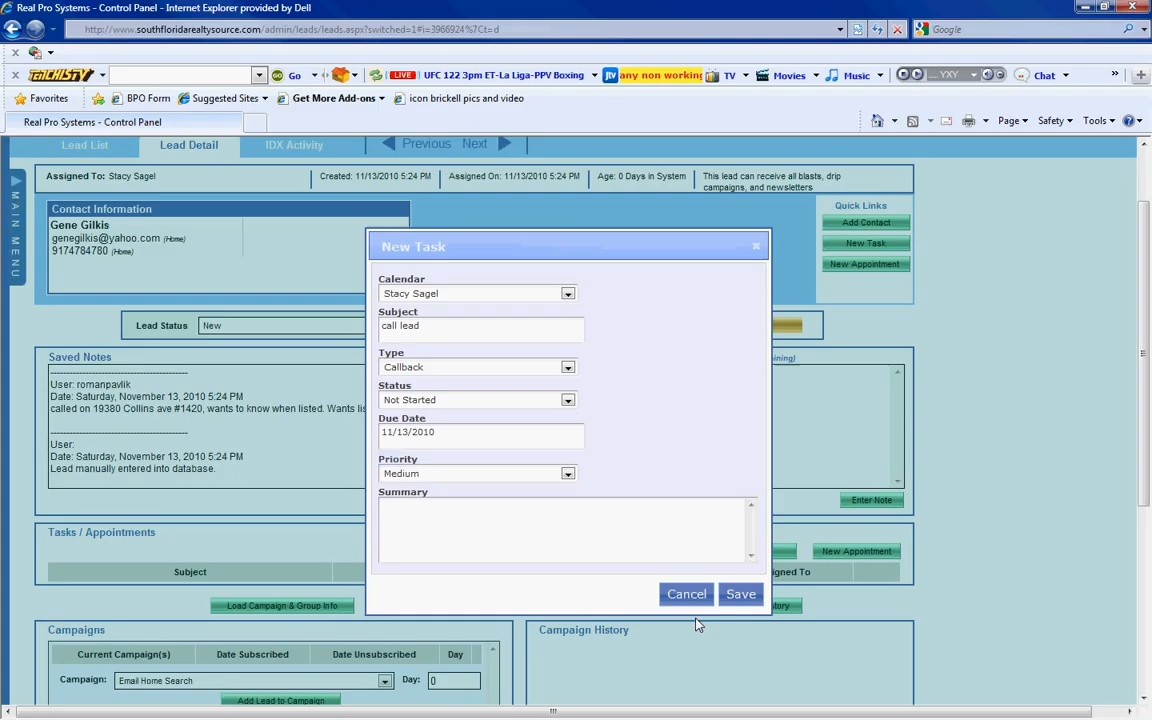 Real Pro Systems - Control Panel - Internet Explorer provided by Dell
http://www.southfloridarealtysource.com/admin/leads/leads.aspx?switched=1#i=3966924%7Ct=d
Google
Go
LIVE
UFC 122 3pm ET-La Liga-PPV Boxing
jtv
any non working
TV
Movies
Music
YXY
Chat
»
Favorites
BPO Form
Suggested Sites
Get More Add-ons
icon brickell pics and video
Real Pro Systems - Control Panel
Page
Safety
Tools
Lead List
Lead Detail
IDX Activity
Previous
Next
MAIN MENU
Assigned To: Stacy Sagel
Created: 11/13/2010 5:24 PM
Assigned On: 11/13/2010 5:24 PM
Age: 0 Days in System
This lead can receive all blasts, drip
campaigns, and newsletters
Contact Information
Gene Gilkis
genegilkis@yahoo.com (Home)
9174784780 (Home)
Quick Links
Add Contact
New Task
New Appointment
Lead Status
New
New Task
x
Calendar
Stacy Sagel
Subject
call lead
Type
Callback
Status
Not Started
Due Date
11/13/2010
Priority
Medium
Summary
Cancel
Save
Saved Notes
----------------------------------------------
User: romanpavlik
Date: Saturday, November 13, 2010 5:24 PM
called on 19380 Collins ave #1420, wants to know when listed. Wants lis
----------------------------------------------
User:
Date: Saturday, November 13, 2010 5:24 PM
Lead manually entered into database.
Enter Note
Tasks / Appointments
New Appointment
Subject
igned To
Load Campaign & Group Info
tory
Campaigns
Current Campaign(s)
Date Subscribed
Date Unsubscribed
Day
Campaign:
Email Home Search
Day:
0
Add Lead to Campaign
Campaign History